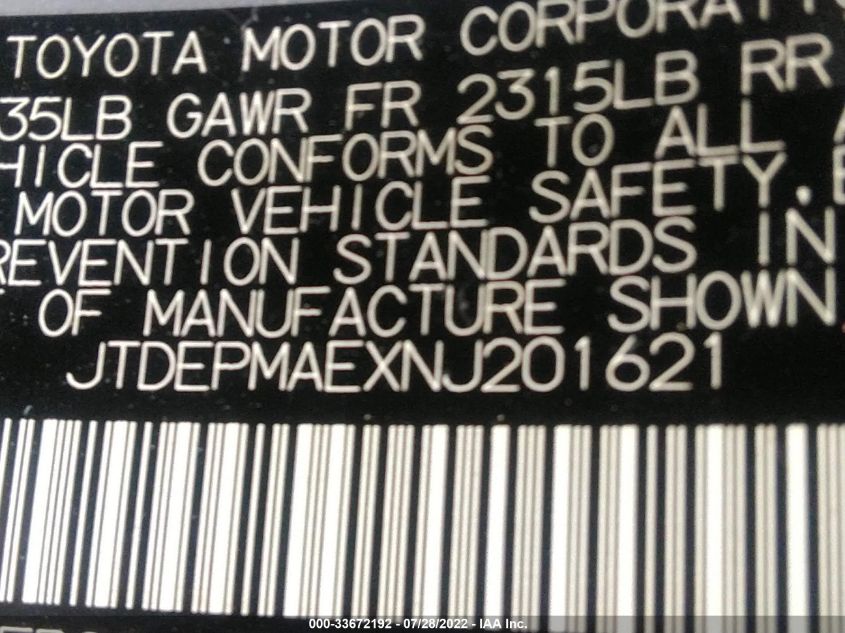 TOYOTA MOTOR CORPORATIO
35LB GAWR FR 2315LB RR
HICLE CONFORMS TO ALL A
MOTOR VEHICLE SAFETY, B
REVENTION STANDARDS IN
OF MANUFACTURE SHOWN
JTDEPMAEXNJ201621
000-33672192 - 07/28/2022 - IAA Inc.